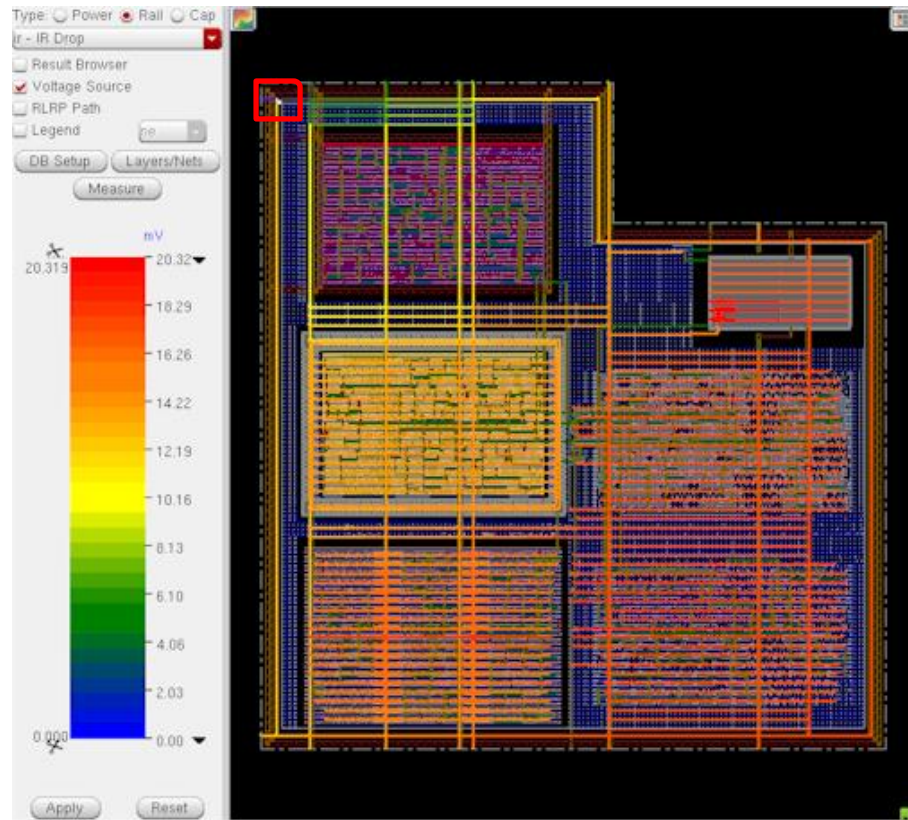 Type: Power Rail Cap
ir - IR Drop
Result Browser
Voltage Source
RLRP Path
Legend
DB Setup Layers/Nets
Measure
mV
20.319 20.32
18.29
16.26
14.22
12.19
10.16
8.13
6.10
4.06
2.03
0.000 0.00
Apply Reset